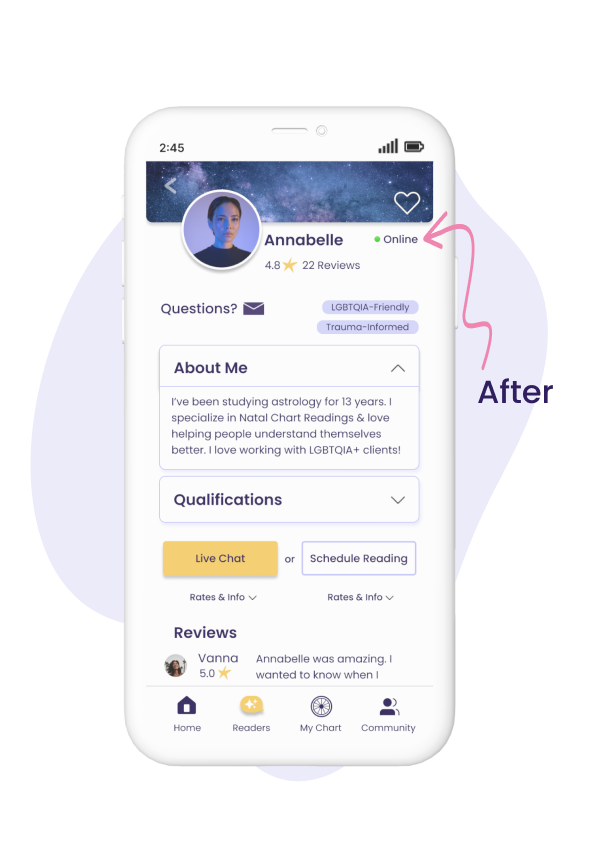 2:45
Annabelle
Online
4.8 22 Reviews
Questions?
LGBTQIA-Friendly
Trauma-Informed
After
About Me
I've been studying astrology for 13 years. I
specialize in Natal Chart Readings & love
helping people understand themselves
better. I love working with LGBTQIA+ clients!
Qualifications
Live Chat or Schedule Reading
Rates & Info Rates & Info
Reviews
Vanna Annabelle was amazing. I
5.0 wanted to know when I
Home Readers My Chart Community